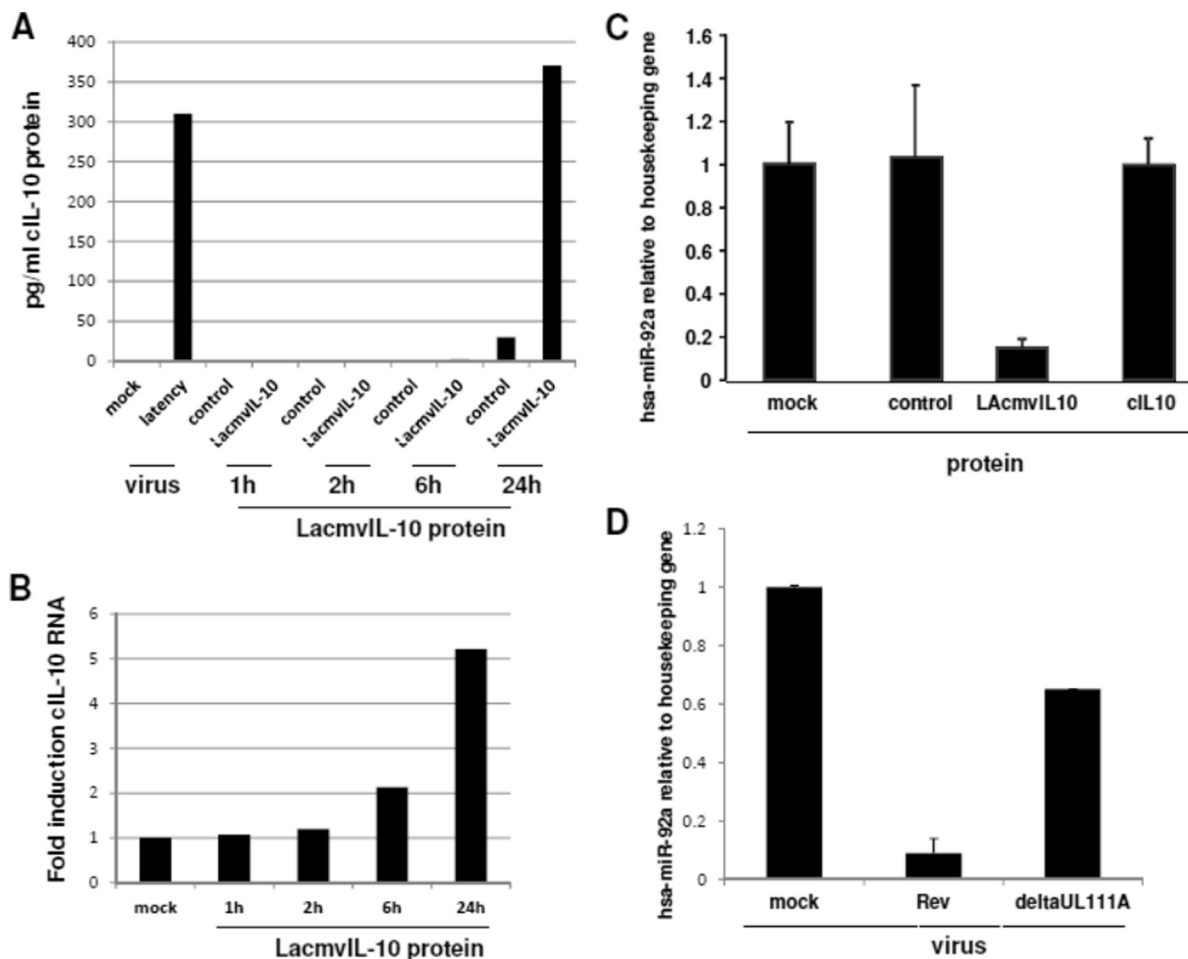 A
pg/ml cIL-10 protein
400
350
300
250
200
150
100
50
0
mock
latency
control
LacmvIL-10
control
LacmvIL-10
control
LacmvIL-10
control
LacmvIL-10
virus 1h 2h 6h 24h
LacmvIL-10 protein
B
Fold induction cIL-10 RNA
6
5
4
3
2
1
0
mock 1h 2h 6h 24h
LacmvIL-10 protein
C
hsa-miR-92a relative to housekeeping gene
1.6
1.4
1.2
1
0.8
0.6
0.4
0.2
0
mock control LAcmvIL10 cIL10
protein
D
hsa-miR-92a relative to housekeeping gene
1.2
1
0.8
0.6
0.4
0.2
0
mock Rev deltaUL111A
virus